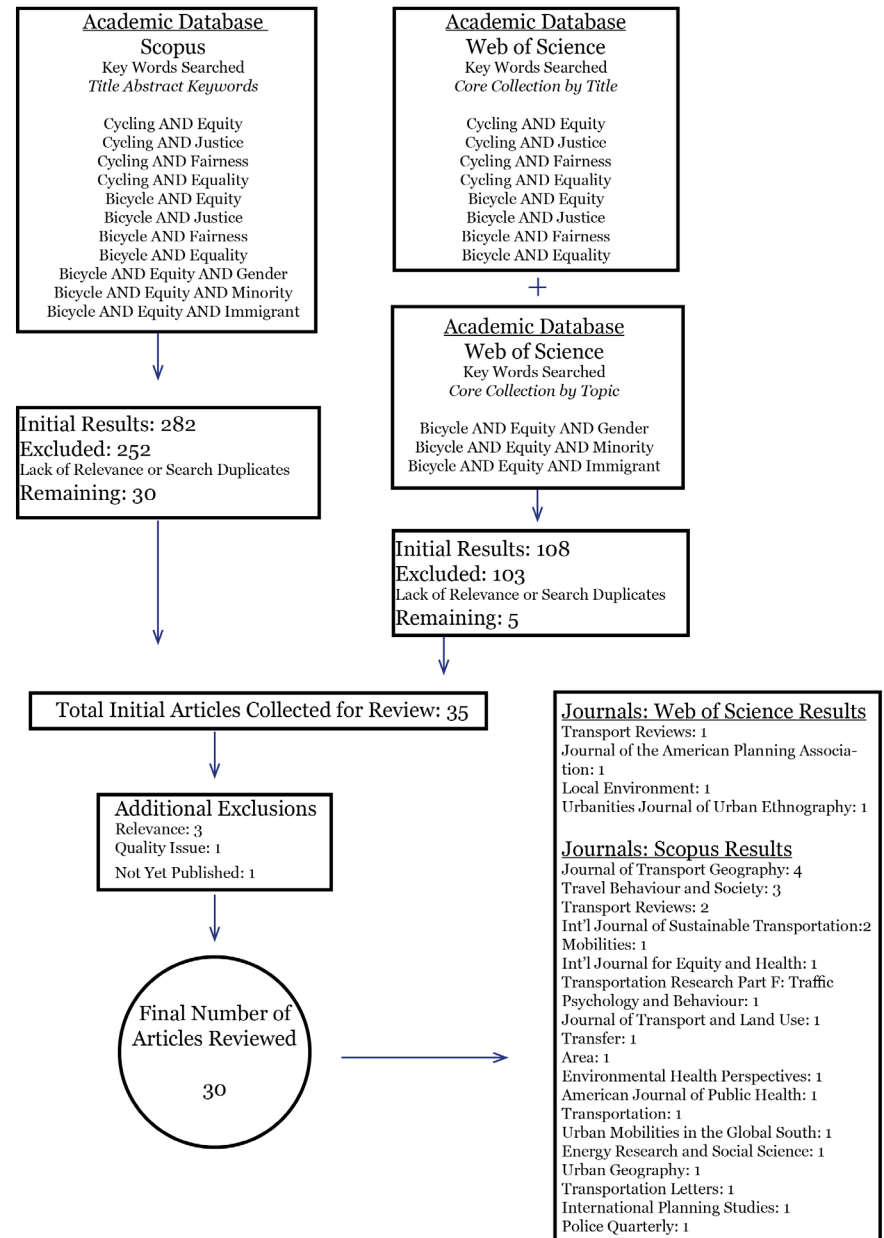 Academic Database
Scopus
Key Words Searched
Title Abstract Keywords
Cycling AND Equity
Cycling AND Justice
Cycling AND Fairness
Cycling AND Equality
Bicycle AND Equity
Bicycle AND Justice
Bicycle AND Fairness
Bicycle AND Equality
Bicycle AND Equity AND Gender
Bicycle AND Equity AND Minority
Bicycle AND Equity AND Immigrant
Academic Database
Web of Science
Key Words Searched
Core Collection by Title
Cycling AND Equity
Cycling AND Justice
Cycling AND Fairness
Cycling AND Equality
Bicycle AND Equity
Bicycle AND Justice
Bicycle AND Fairness
Bicycle AND Equality
+
Academic Database
Web of Science
Key Words Searched
Core Collection by Topic
Bicycle AND Equity AND Gender
Bicycle AND Equity AND Minority
Bicycle AND Equity AND Immigrant
Initial Results: 282
Excluded: 252
Lack of Relevance or Search Duplicates
Remaining: 30
Initial Results: 108
Excluded: 103
Lack of Relevance or Search Duplicates
Remaining: 5
Total Initial Articles Collected for Review: 35
Additional Exclusions
Relevance: 3
Quality Issue: 1
Not Yet Published: 1
Final Number of
Articles Reviewed
30
Journals: Web of Science Results
Transport Reviews: 1
Journal of the American Planning Associa-
tion: 1
Local Environment: 1
Urbanities Journal of Urban Ethnography: 1
Journals: Scopus Results
Journal of Transport Geography: 4
Travel Behaviour and Society: 3
Transport Reviews: 2
Int'l Journal of Sustainable Transportation:2
Mobilities: 1
Int'l Journal for Equity and Health: 1
Transportation Research Part F: Traffic
Psychology and Behaviour: 1
Journal of Transport and Land Use: 1
Transfer: 1
Area: 1
Environmental Health Perspectives: 1
American Journal of Public Health: 1
Transportation: 1
Urban Mobilities in the Global South: 1
Energy Research and Social Science: 1
Urban Geography: 1
Transportation Letters: 1
International Planning Studies: 1
Police Quarterly: 1